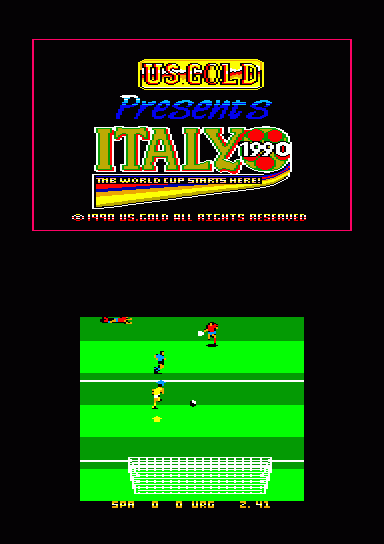 U.S. GOLD
Presents
ITALY 1990
THE WORLD CUP STARTS HERE!
© 1990 US.GOLD ALL RIGHTS RESERVED
SPA 0 0 URG 2.41